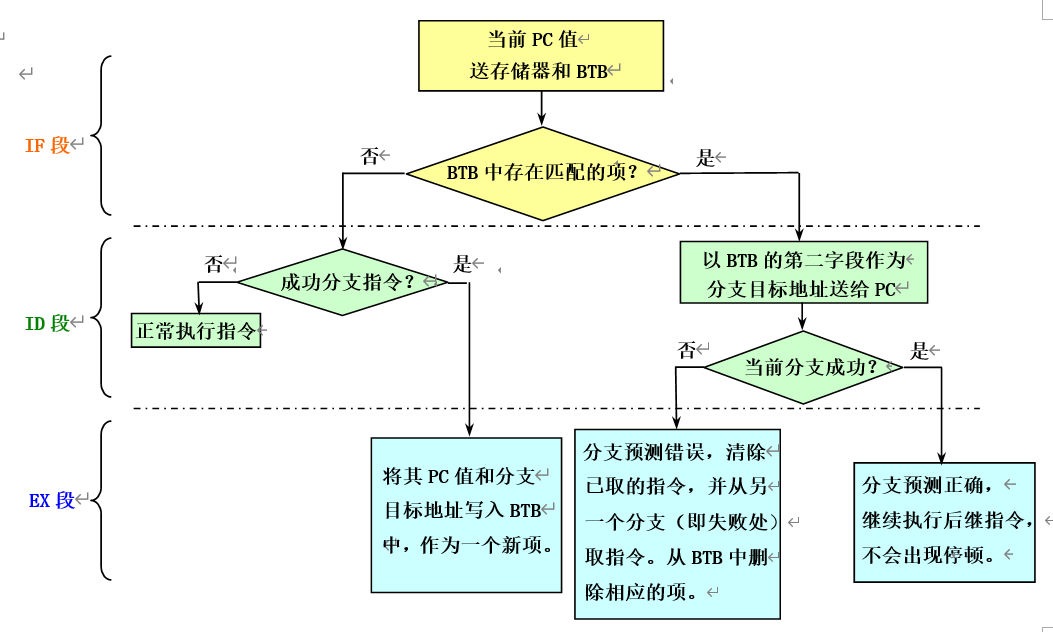 当前 PC 值
送存储器和 BTB
IF 段
否
是
BTB 中存在匹配的项？
否
是
成功分支指令？
以 BTB 的第二字段作为
分支目标地址送给 PC
ID 段
正常执行指令
否
是
当前分支成功？
EX 段
将其 PC 值和分支
目标地址写入 BTB
中，作为一个新项。
分支预测错误，清除
已取的指令，并从另
一个分支（即失败处）
取指令。从 BTB 中删
除相应的项。
分支预测正确，
继续执行后继指令，
不会出现停顿。